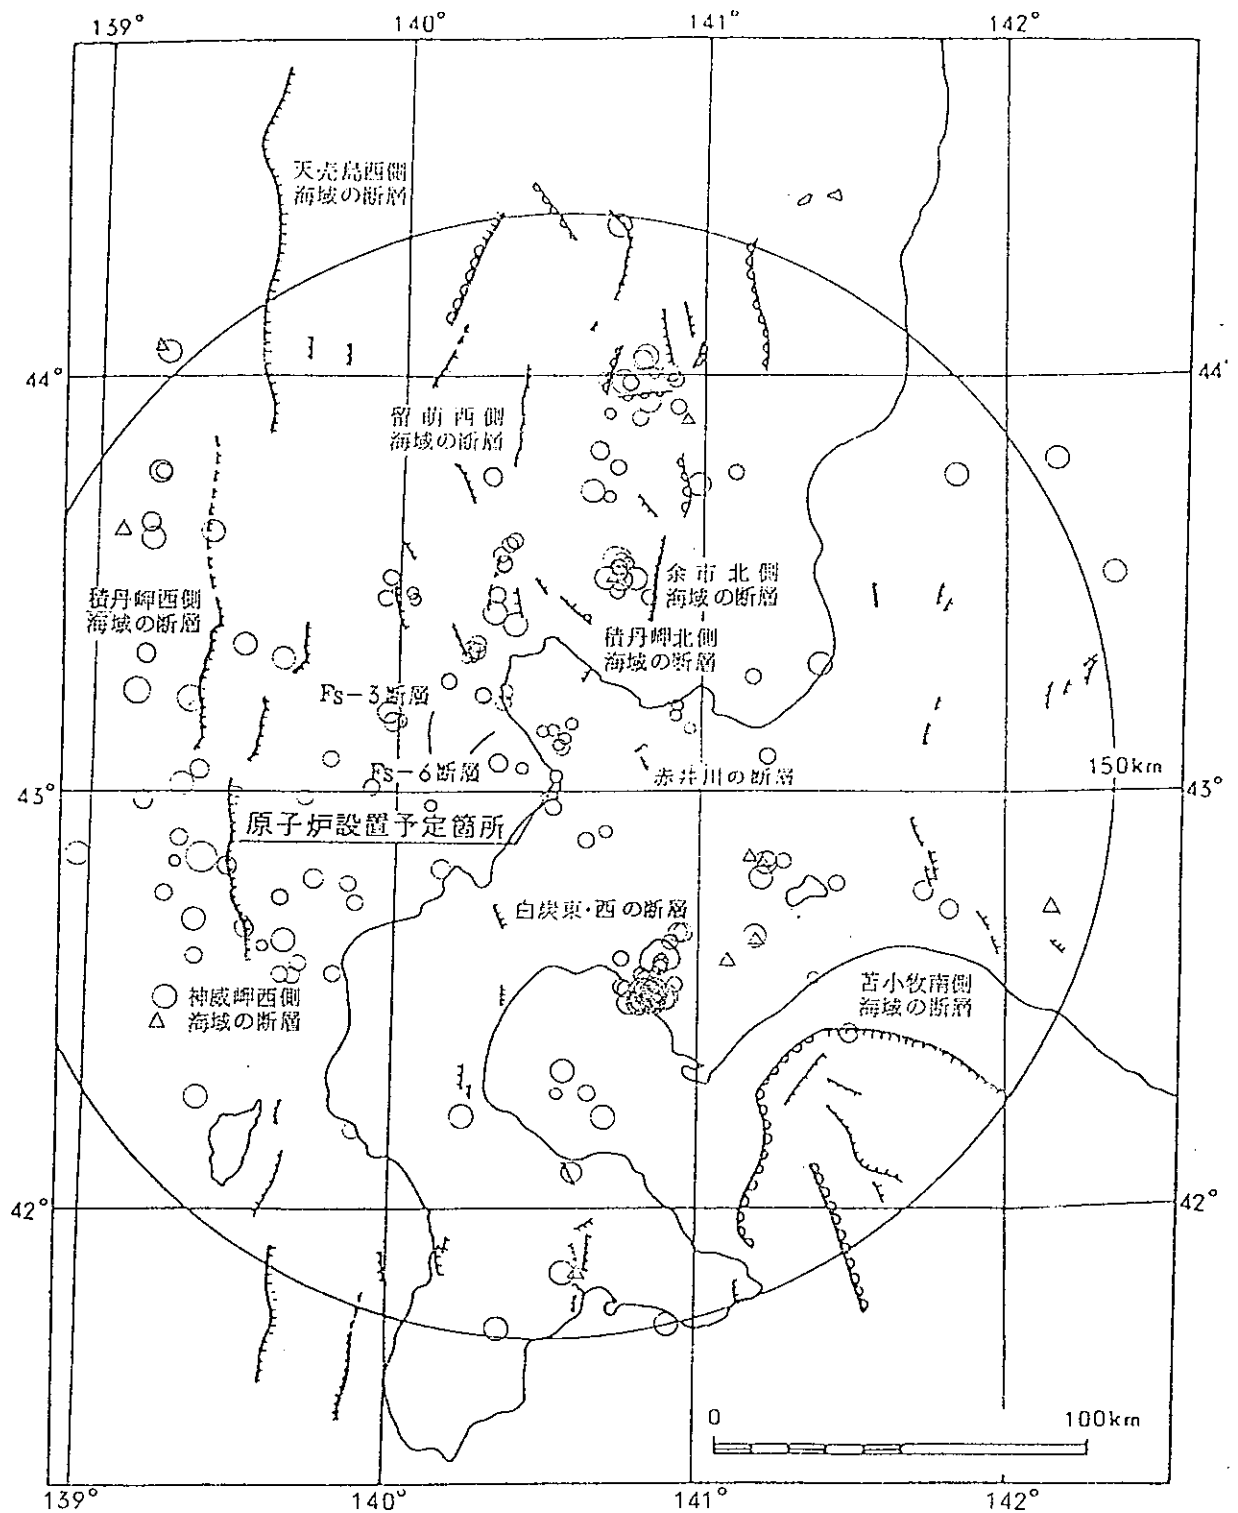 139° 140° 141° 142°
天売島西側
海域の断層
44° 44'
留萌西側
海域の断層
余市北側
海域の断層
積丹岬西側
海域の断層
積丹岬北側
海域の断層
Fs-3断層
Fs-6断層
赤井川の断層
150km
43° 43°
原子炉設置予定箇所
白炭東・西の断層
神威岬西側
海域の断層
苫小牧南側
海域の断層
42° 42°
0 100km
139° 140° 141° 142°